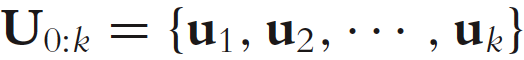 U₀:ₖ = {u₁, u₂, ⋯ , uₖ}